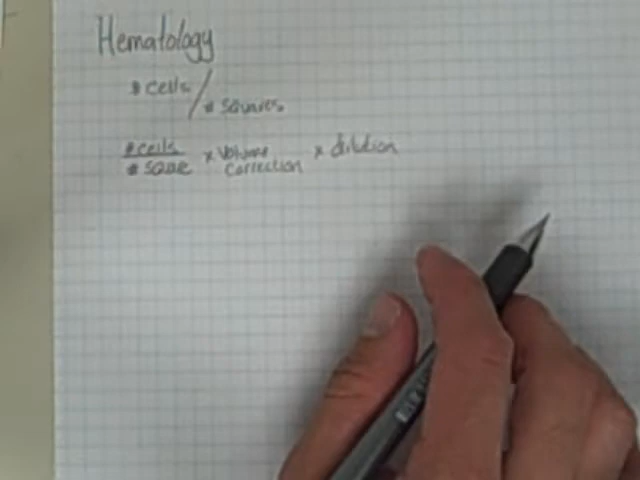 Hematology
# cells / # squares
# cells / # square × volume correction × dilution